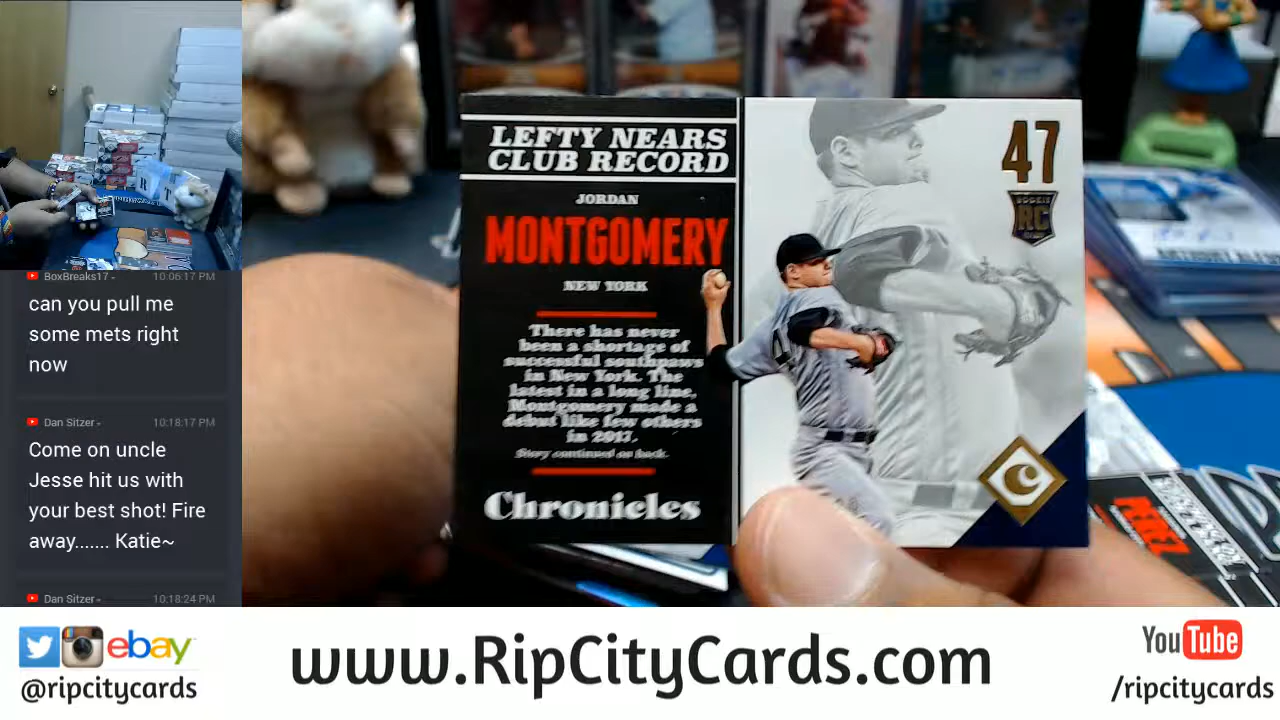 BoxBreaks17 - 10:06:17 PM
can you pull me
some mets right
now
Dan Sitzer - 10:18:17 PM
Come on uncle
Jesse hit us with
your best shot! Fire
away....... Katie~
Dan Sitzer - 10:18:24 PM
LEFTY NEARS
CLUB RECORD
JORDAN
MONTGOMERY
NEW YORK
There has never
been a shortage of
successful southpaws
in New York. The
latest in a long line,
Montgomery made a
debut like few others
in 2017.
Story continued on back.
Chronicles
47
ROOKIE
RC
C
PEREZ
ebay
@ripcitycards
www.RipCityCards.com
YouTube
/ripcitycards